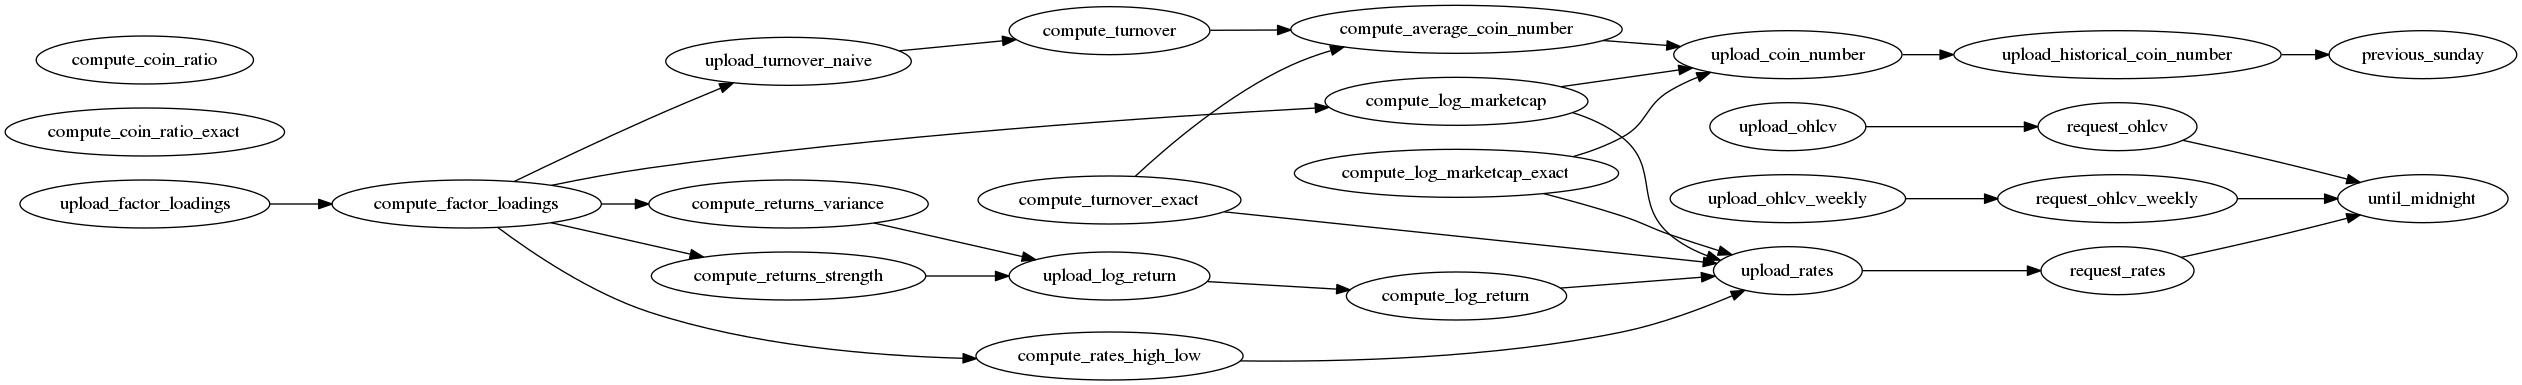 compute_coin_ratio
compute_coin_ratio_exact
upload_factor_loadings
compute_factor_loadings
upload_turnover_naive
compute_returns_variance
compute_returns_strength
compute_turnover
compute_turnover_exact
upload_log_return
compute_rates_high_low
compute_average_coin_number
compute_log_marketcap
compute_log_marketcap_exact
compute_log_return
upload_coin_number
upload_ohlcv
upload_ohlcv_weekly
upload_rates
upload_historical_coin_number
request_ohlcv
request_ohlcv_weekly
request_rates
previous_sunday
until_midnight